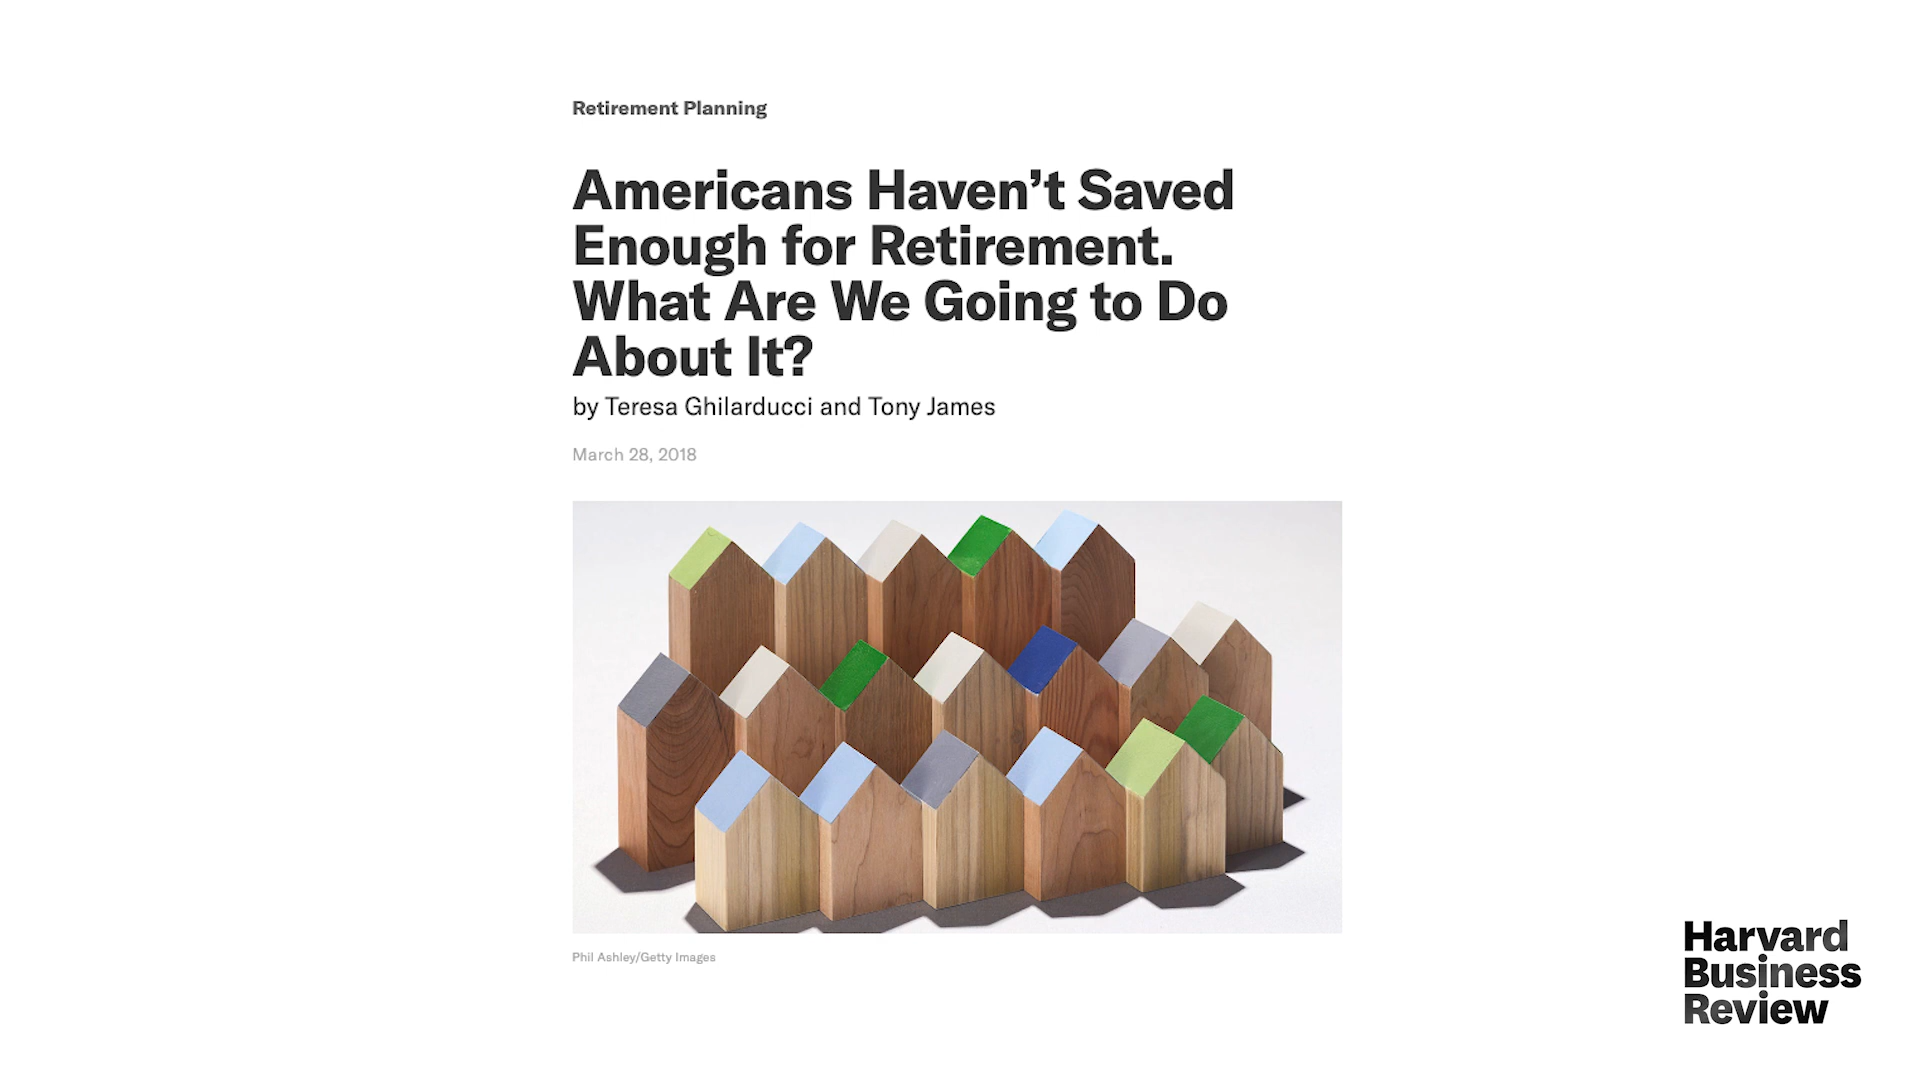 Retirement Planning
Americans Haven’t Saved
Enough for Retirement.
What Are We Going to Do
About It?
by Teresa Ghilarducci and Tony James
March 28, 2018
Phil Ashley/Getty Images
Harvard
Business
Review